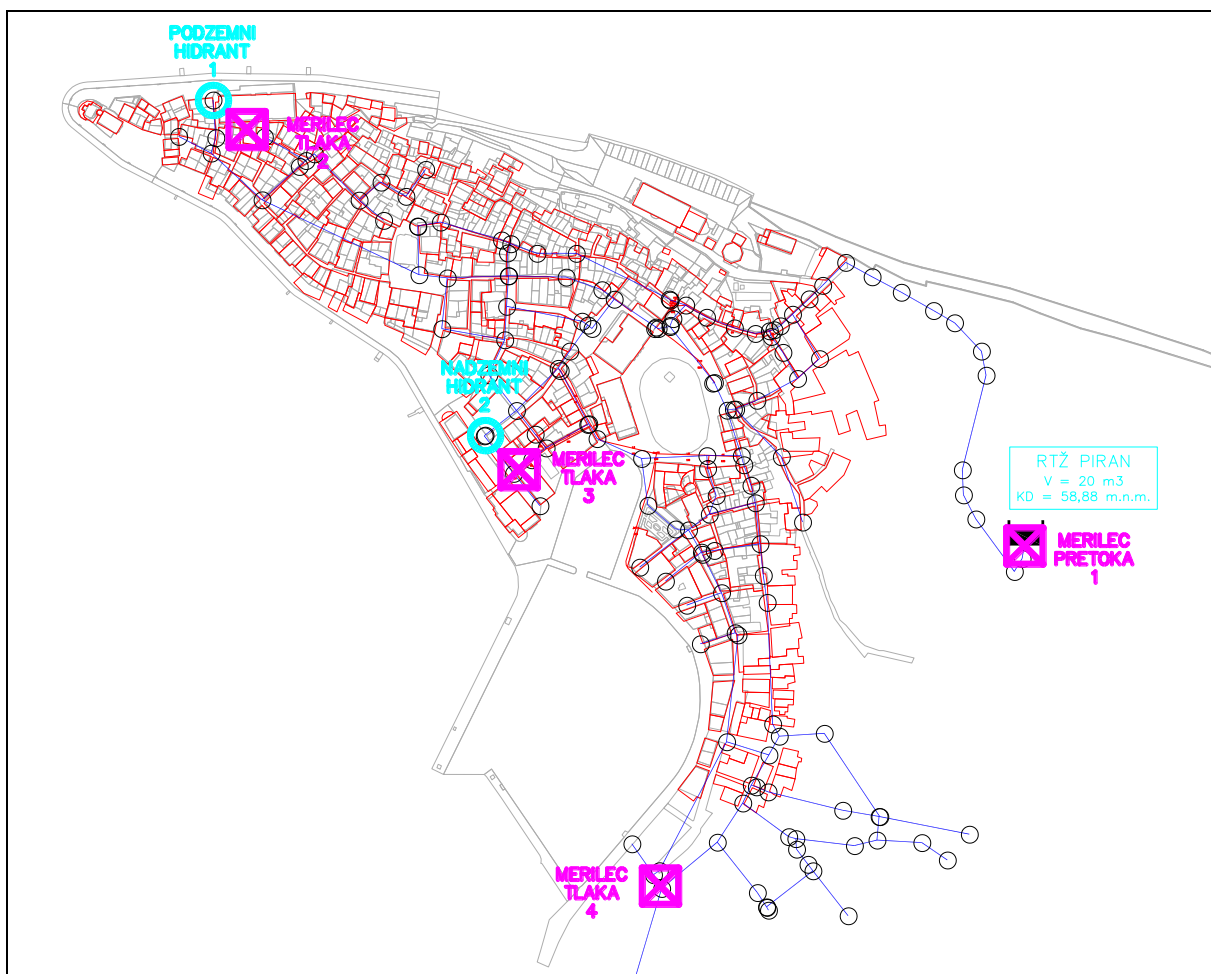 PODZEMNI
HIDRANT
1
MERILEC
TLAKA
2
NADZEMNI
HIDRANT
2
MERILEC
TLAKA
3
RTŽ PIRAN
V = 20 m3
KD = 58,88 m.n.m.
MERILEC
PRETOKA
1
MERILEC
TLAKA
4